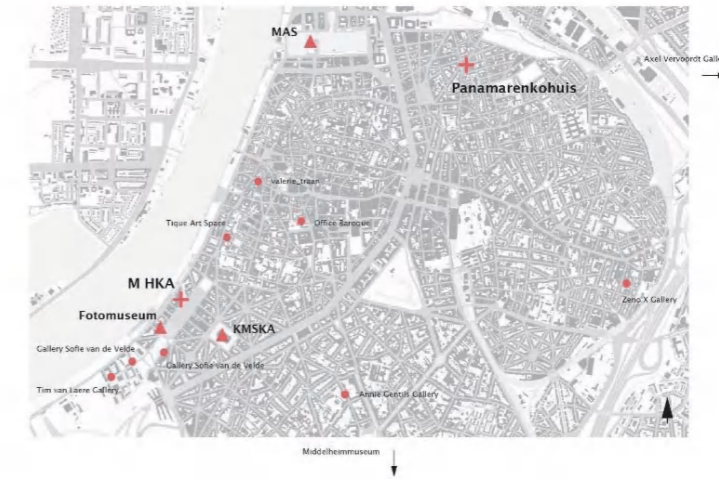 MAS
Axel Vervoordt Galle
Panamarenkohuis
valerie_traan
Tique Art Space
Office Baroque
Zeno X Gallery
M HKA
Fotomuseum
KMSKA
Gallery Sofie van de Velde
Gallery Sofie van de Velde
Tim van Laere Gallery
Annie Gentils Gallery
Middelheimmuseum